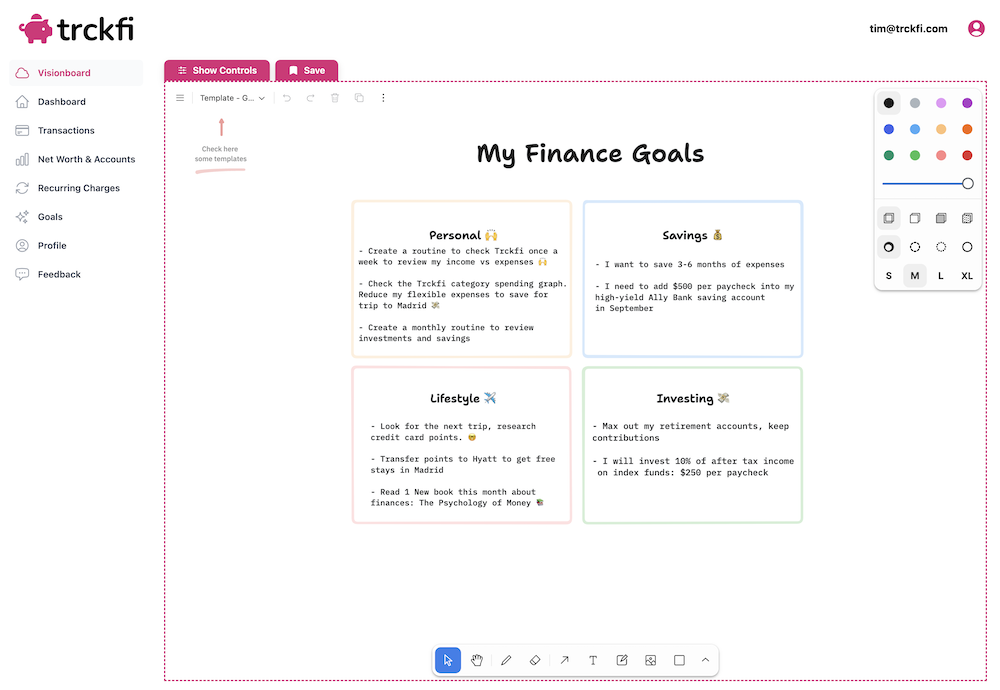 trckfi
tim@trckfi.com
Visionboard
Dashboard
Transactions
Net Worth & Accounts
Recurring Charges
Goals
Profile
Feedback
Show Controls
Save
Template - G...
Check here
some templates
My Finance Goals
Personal 🙌
- Create a routine to check Trckfi once a
week to review my income vs expenses 🙌
- Check the Trckfi category spending graph.
Reduce my flexible expenses to save for
trip to Madrid 💸
- Create a monthly routine to review
investments and savings
Savings 💰
- I want to save 3-6 months of expenses
- I need to add $500 per paycheck into my
high-yield Ally Bank saving account
in September
Lifestyle ✈️
- Look for the next trip, research
credit card points. 🤓
- Transfer points to Hyatt to get free
stays in Madrid
- Read 1 New book this month about
finances: The Psychology of Money 📚
Investing 💸
- Max out my retirement accounts, keep
contributions
- I will invest 10% of after tax income
on index funds: $250 per paycheck
S M L XL
T